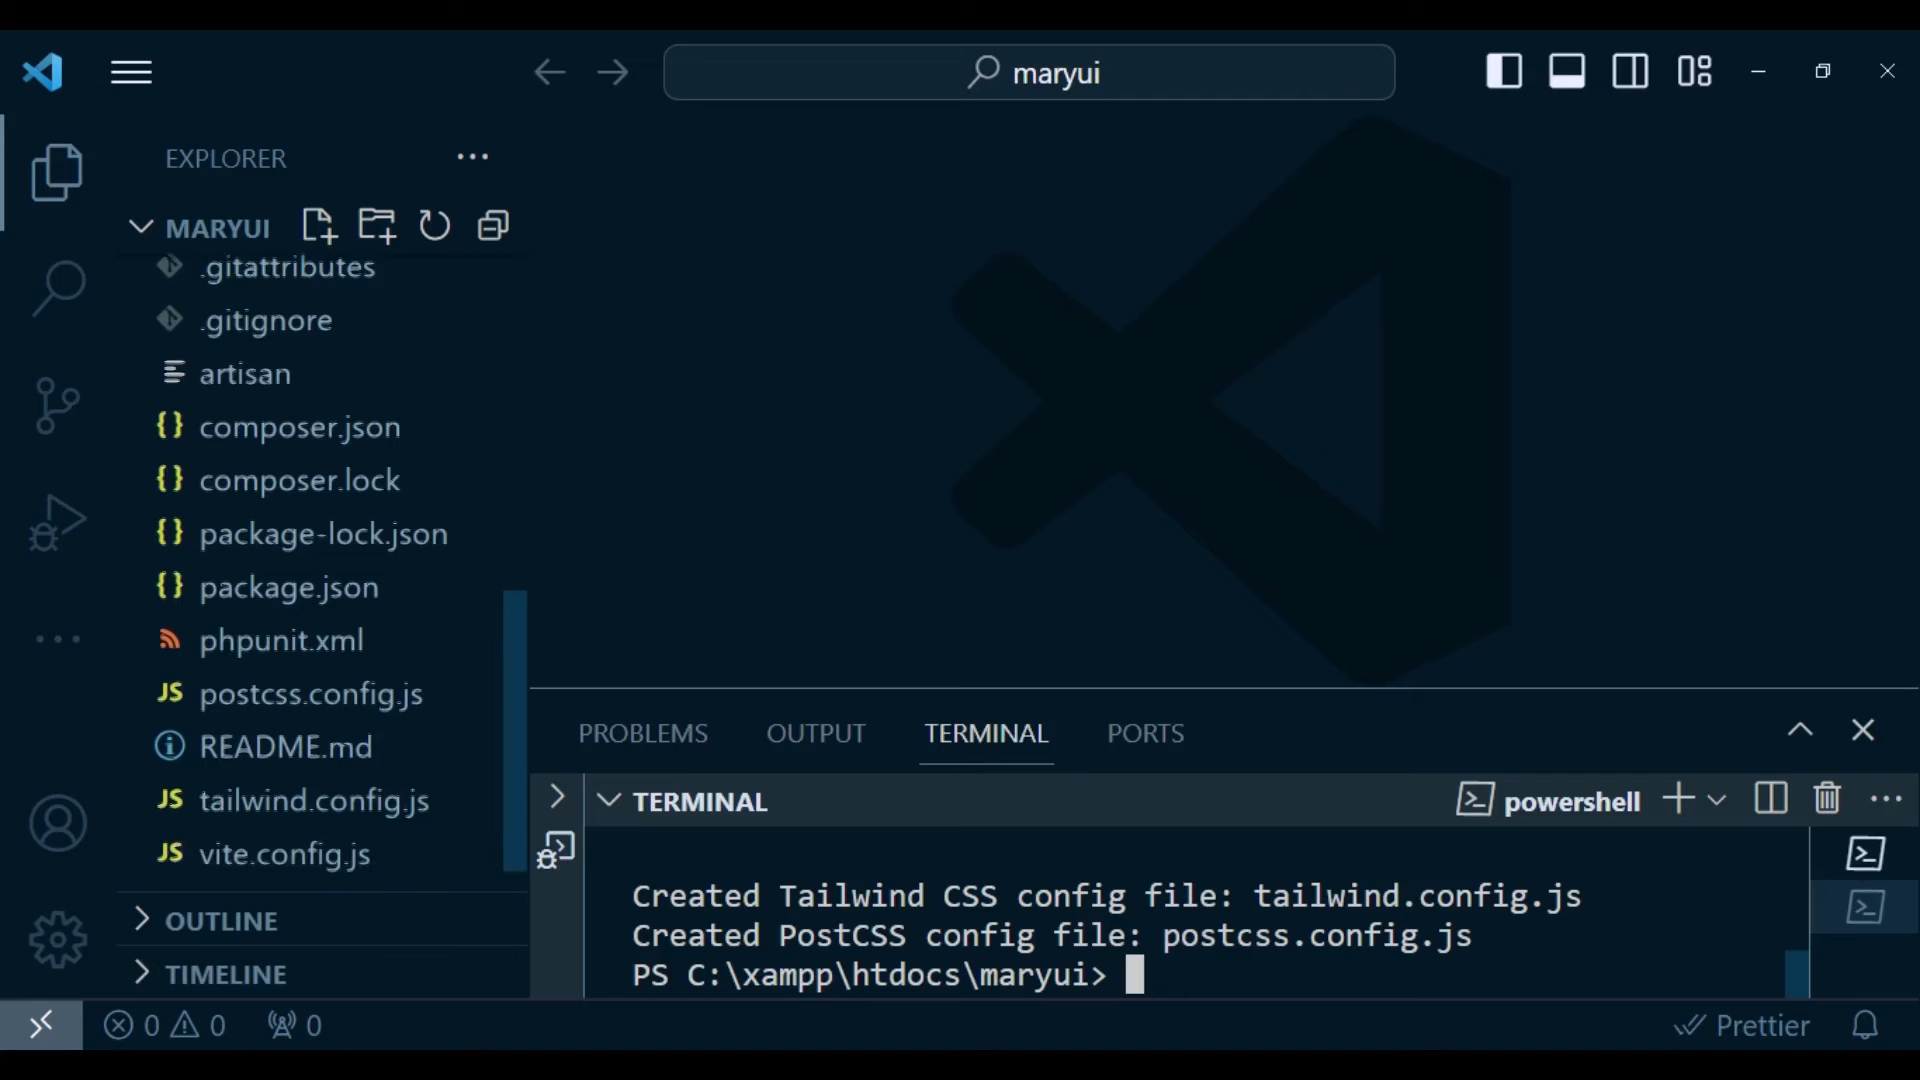 maryui
EXPLORER
MARYUI
.gitattributes
.gitignore
artisan
{} composer.json
{} composer.lock
{} package-lock.json
{} package.json
phpunit.xml
JS postcss.config.js
README.md
JS tailwind.config.js
JS vite.config.js
OUTLINE
TIMELINE
PROBLEMS OUTPUT TERMINAL PORTS
TERMINAL
powershell
Created Tailwind CSS config file: tailwind.config.js
Created PostCSS config file: postcss.config.js
PS C:\xampp\htdocs\maryui>
0 0 0
Prettier